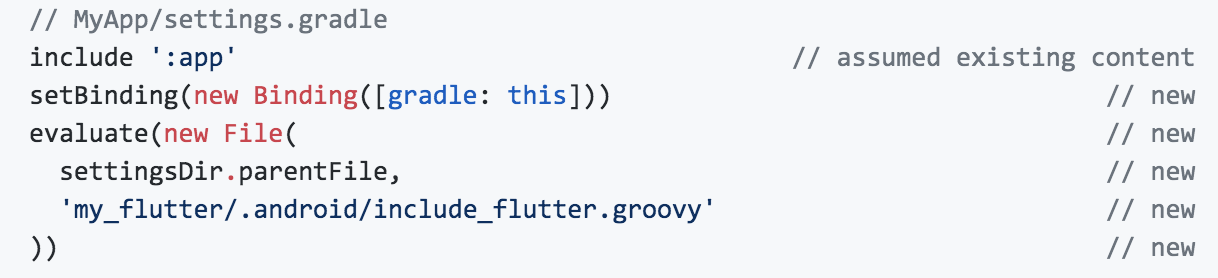 // MyApp/settings.gradle
include ':app'                                     // assumed existing content
setBinding(new Binding([gradle: this]))                                 // new
evaluate(new File(                                                      // new
  settingsDir.parentFile,                                               // new
  'my_flutter/.android/include_flutter.groovy'                          // new
))                                                                      // new